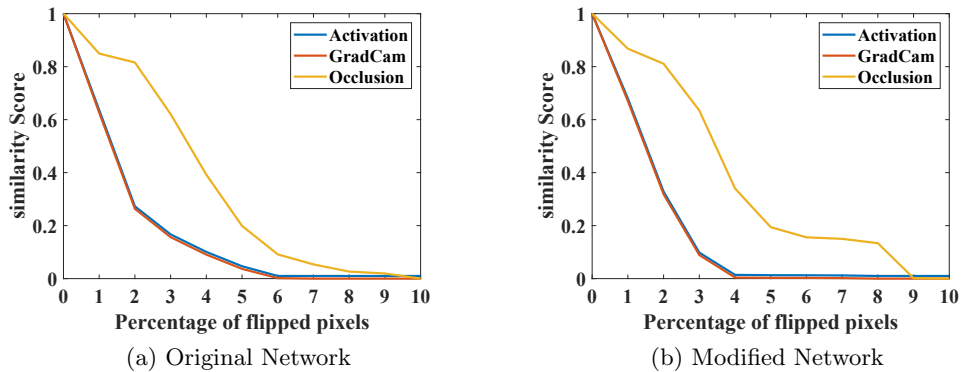 1
0.8
0.6
0.4
0.2
0
similarity Score
Activation
GradCam
Occlusion
0 1 2 3 4 5 6 7 8 9 10
Percentage of flipped pixels
(a) Original Network
1
0.8
0.6
0.4
0.2
0
similarity Score
Activation
GradCam
Occlusion
0 1 2 3 4 5 6 7 8 9 10
Percentage of flipped pixels
(b) Modified Network